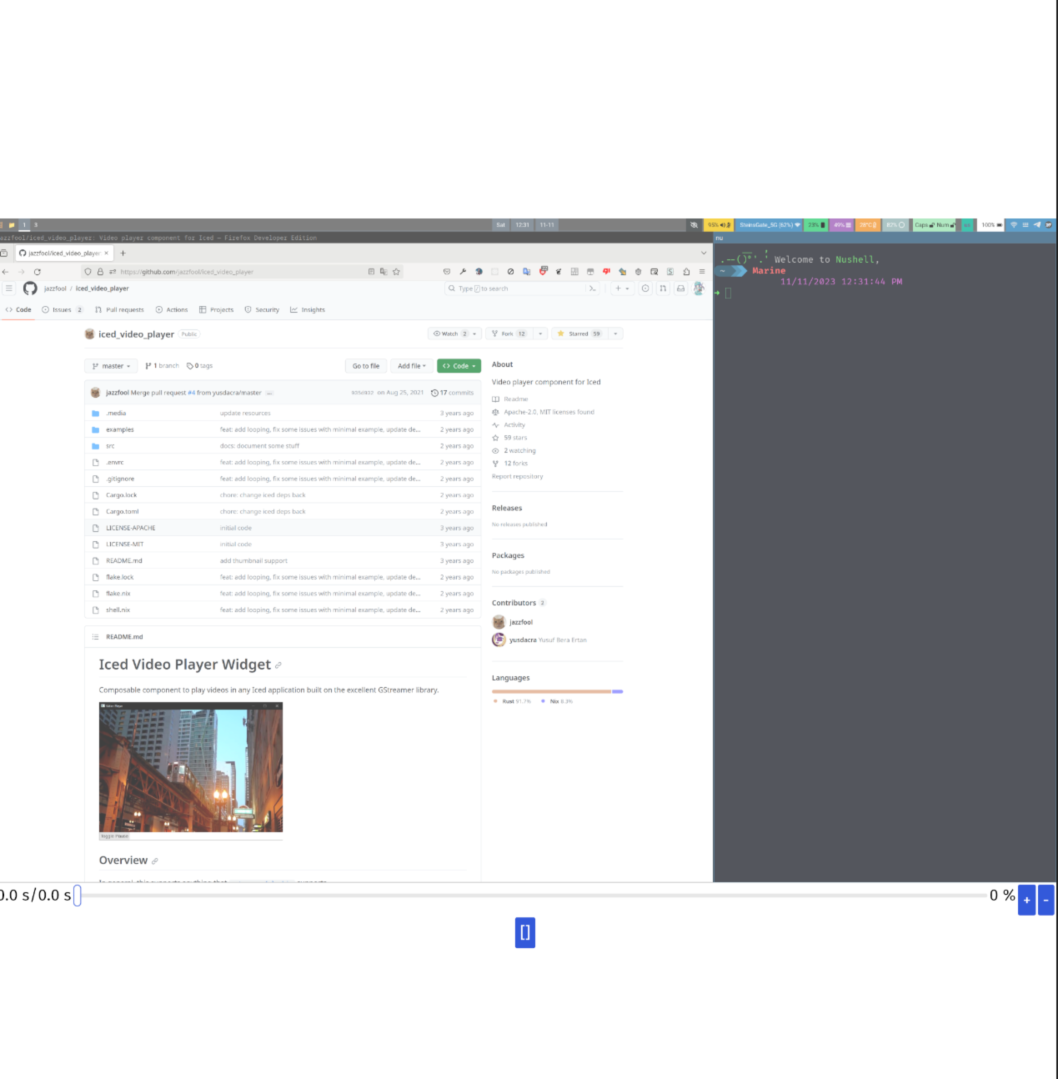 1
Sat 12:31 11-11
100%
jazzfool/iced_video_player: Video player component for Iced — Firefox Developer Edition
nu
jazzfool/iced_video_playe
https://github.com/jazzfool/iced_video_player
jazzfool / iced_video_player
Type [/] to search
Code Issues 2 Pull requests Actions Projects Security Insights
iced_video_player Public
Watch 2 Fork 12 Starred 59
master 1 branch 0 tags
Go to file Add file Code
jazzfool Merge pull request #4 from yusdacra/master ... on Aug 25, 2021 17 commits
.media update resources 3 years ago
examples feat: add looping, fix some issues with minimal example, update de... 2 years ago
src docs: document some stuff 2 years ago
.envrc feat: add looping, fix some issues with minimal example, update de... 2 years ago
.gitignore feat: add looping, fix some issues with minimal example, update de... 2 years ago
Cargo.lock chore: change iced deps back 2 years ago
Cargo.toml chore: change iced deps back 2 years ago
LICENSE-APACHE initial code 3 years ago
LICENSE-MIT initial code 3 years ago
README.md add thumbnail support 3 years ago
flake.lock feat: add looping, fix some issues with minimal example, update de... 2 years ago
flake.nix feat: add looping, fix some issues with minimal example, update de... 2 years ago
shell.nix feat: add looping, fix some issues with minimal example, update de... 2 years ago
README.md
Iced Video Player Widget
Composable component to play videos in any Iced application built on the excellent GStreamer library.
Overview
About
Video player component for Iced
Readme
Apache-2.0, MIT licenses found
Activity
59 stars
2 watching
12 forks
Report repository
Releases
No releases published
Packages
No packages published
Contributors 2
jazzfool
yusdacra Yusuf Bera Ertan
Languages
Rust 91.7% Nix 8.3%
Welcome to Nushell,
~ Marine
11/11/2023 12:31:44 PM
0.0 s/0.0 s
0 % + -
[]